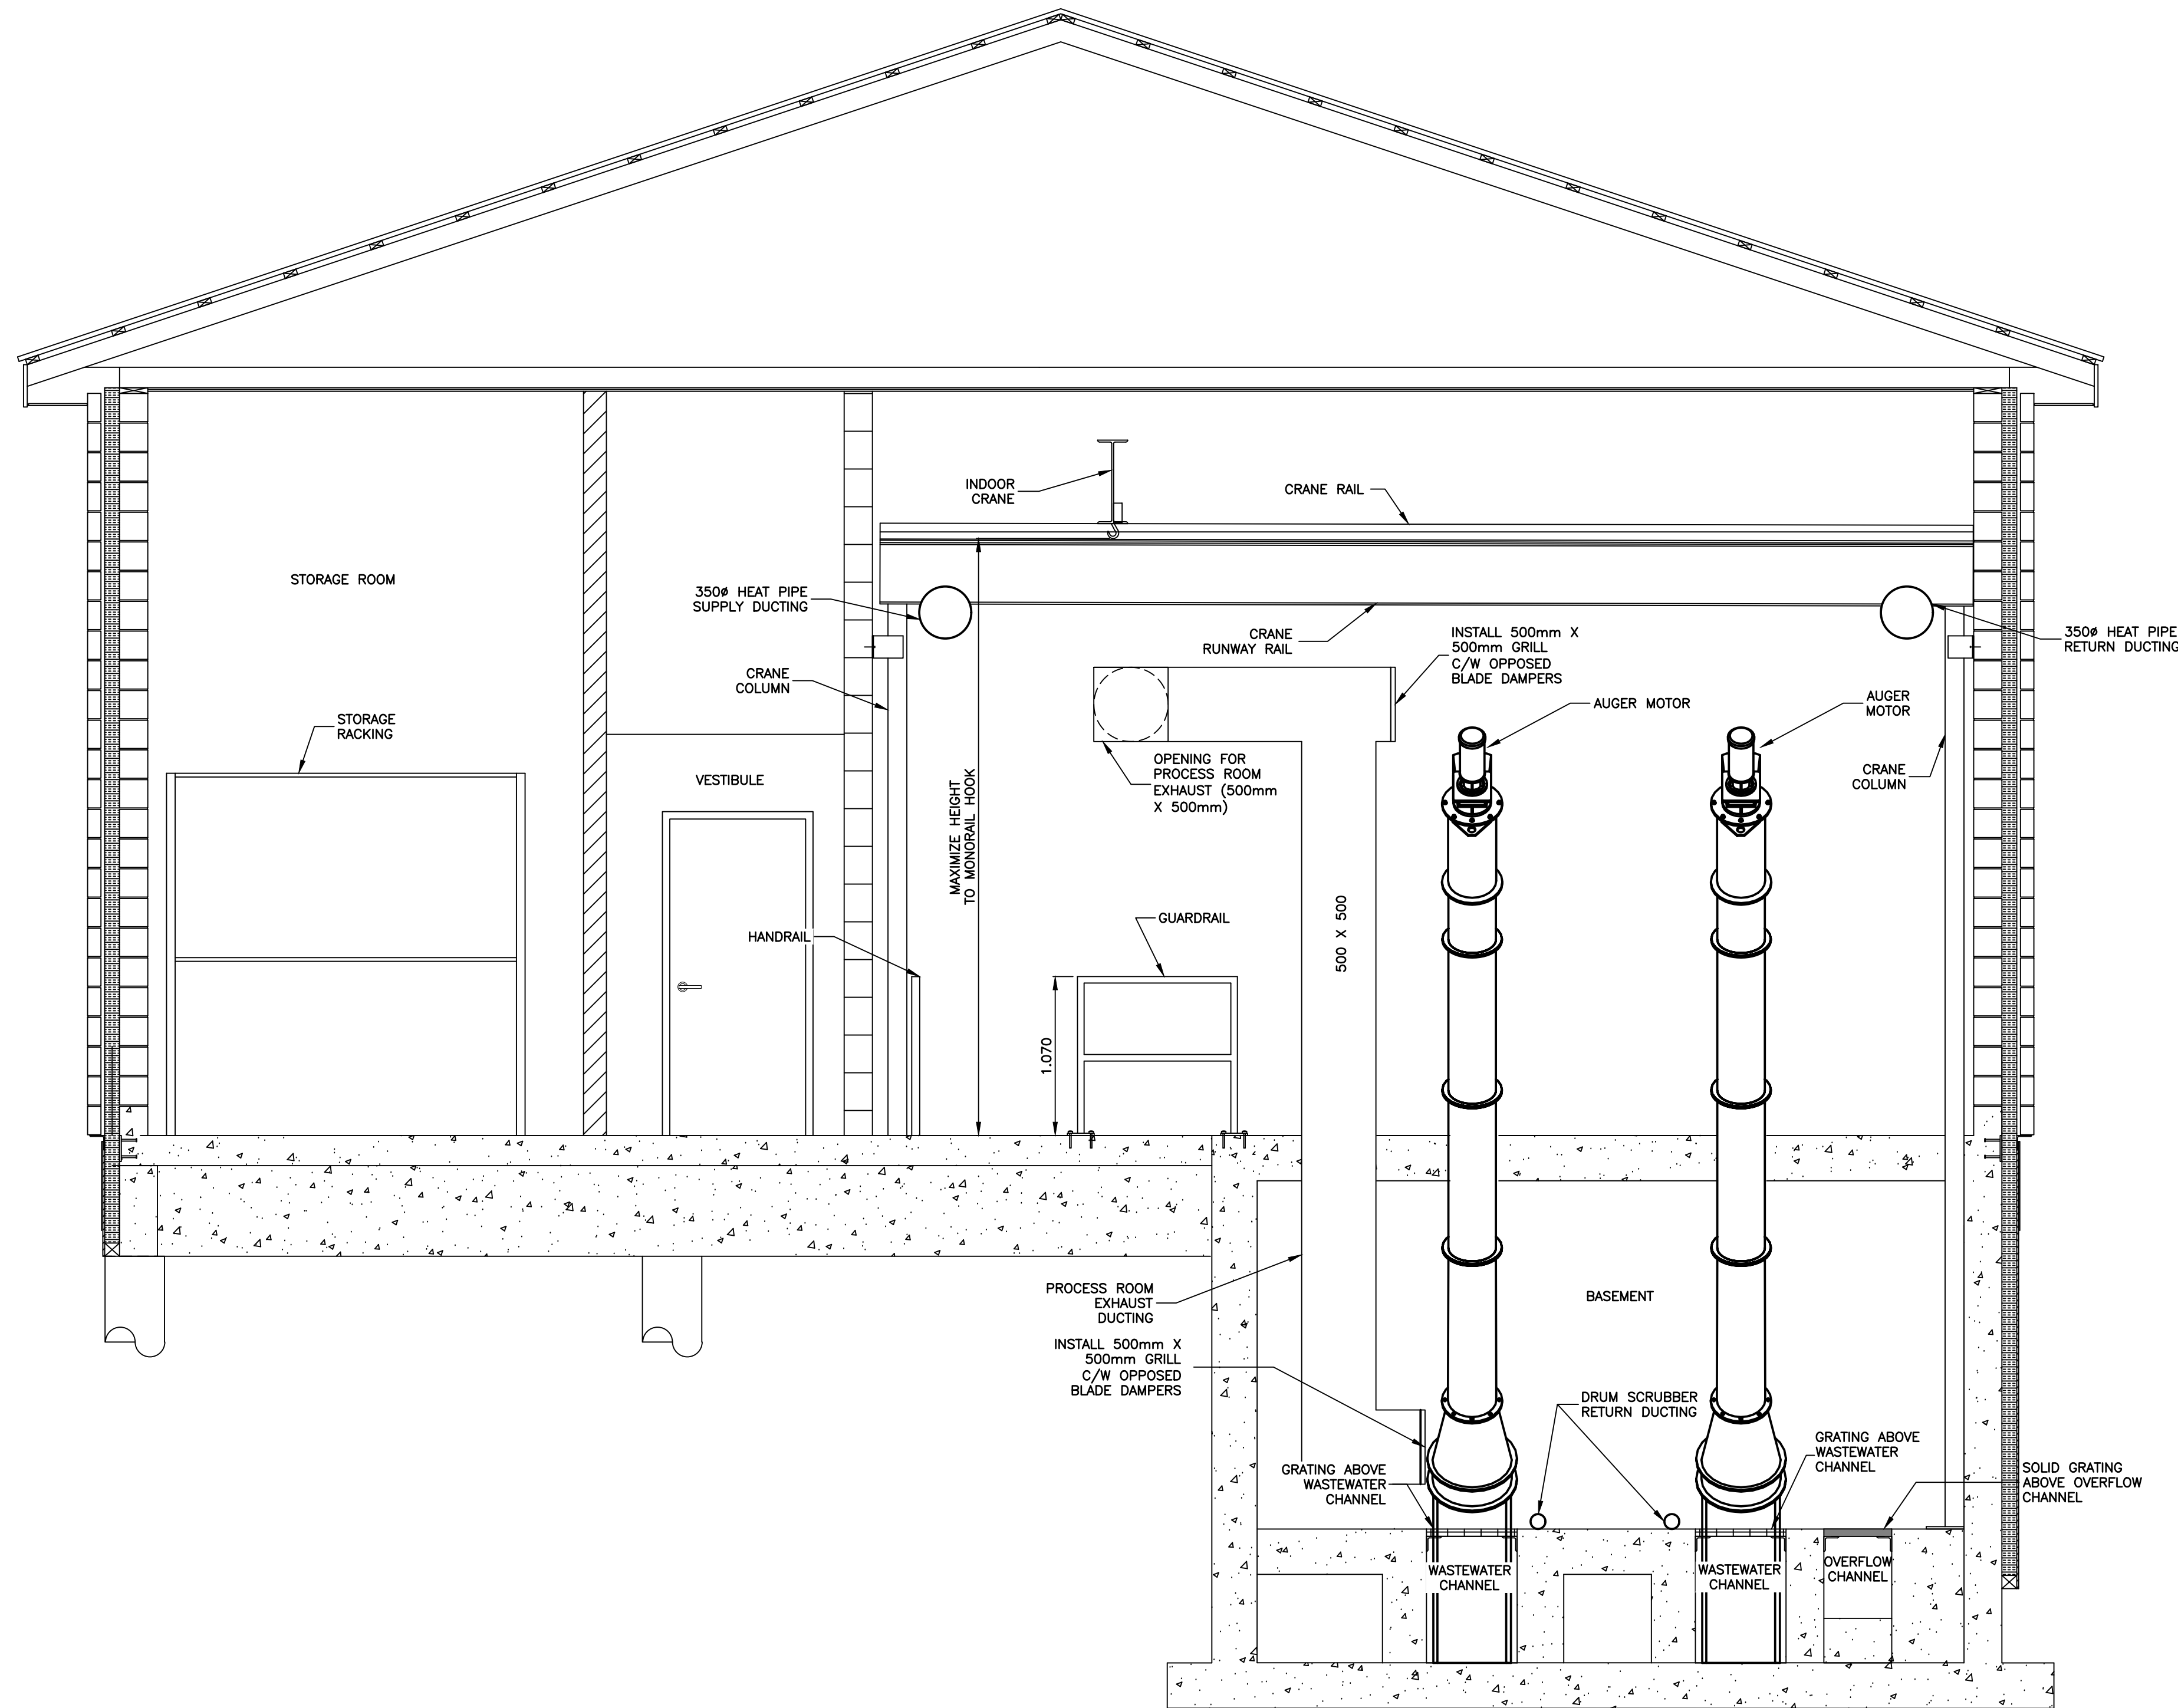 INDOOR
CRANE
CRANE RAIL
STORAGE ROOM
350ø HEAT PIPE
SUPPLY DUCTING
CRANE
RUNWAY RAIL
INSTALL 500mm X
500mm GRILL
C/W OPPOSED
BLADE DAMPERS
350ø HEAT PIPE
RETURN DUCTING
CRANE
COLUMN
AUGER MOTOR
AUGER
MOTOR
STORAGE
RACKING
VESTIBULE
OPENING FOR
PROCESS ROOM
EXHAUST (500mm
X 500mm)
CRANE
COLUMN
MAXIMIZE HEIGHT
TO MONORAIL HOOK
HANDRAIL
GUARDRAIL
500 X 500
1.070
PROCESS ROOM
EXHAUST
DUCTING
BASEMENT
INSTALL 500mm X
500mm GRILL
C/W OPPOSED
BLADE DAMPERS
DRUM SCRUBBER
RETURN DUCTING
GRATING ABOVE
WASTEWATER
CHANNEL
GRATING ABOVE
WASTEWATER
CHANNEL
SOLID GRATING
ABOVE OVERFLOW
CHANNEL
WASTEWATER
CHANNEL
WASTEWATER
CHANNEL
OVERFLOW
CHANNEL